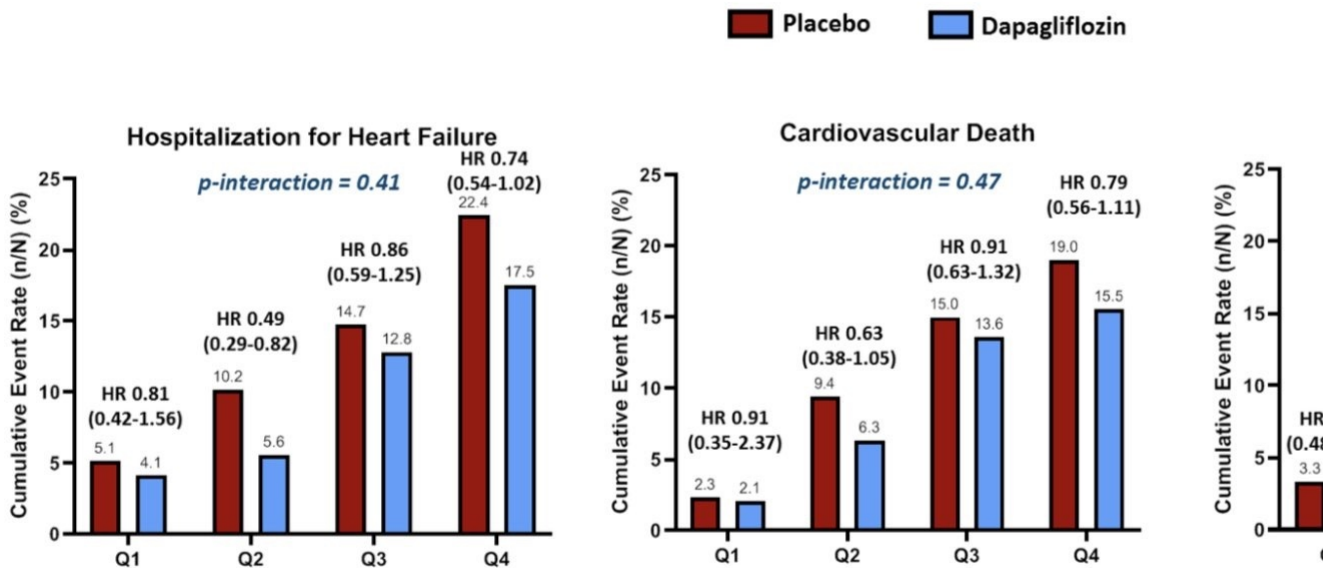 Placebo
Dapagliflozin
Hospitalization for Heart Failure
p-interaction = 0.41
Cumulative Event Rate (n/N) (%)
25
20
15
10
5
0
HR 0.81
(0.42-1.56)
5.1
4.1
HR 0.49
(0.29-0.82)
10.2
5.6
HR 0.86
(0.59-1.25)
14.7
12.8
HR 0.74
(0.54-1.02)
22.4
17.5
Q1
Q2
Q3
Q4
Cardiovascular Death
p-interaction = 0.47
Cumulative Event Rate (n/N) (%)
25
20
15
10
5
0
HR 0.91
(0.35-2.37)
2.3
2.1
HR 0.63
(0.38-1.05)
9.4
6.3
HR 0.91
(0.63-1.32)
15.0
13.6
HR 0.79
(0.56-1.11)
19.0
15.5
Q1
Q2
Q3
Q4
Cumulative Event Rate (n/N) (%)
25
20
15
10
5
0
HR
3.3